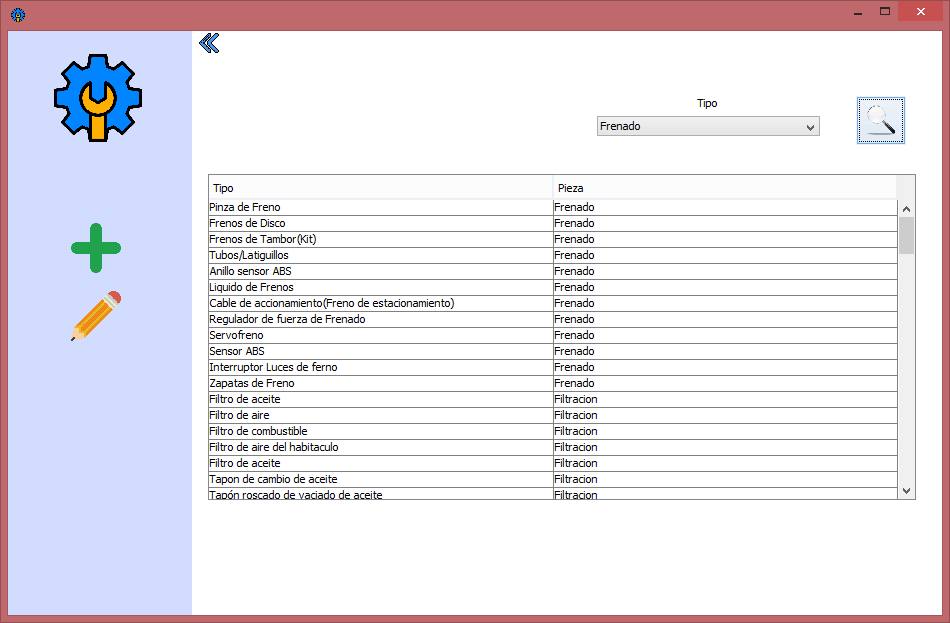 Tipo
Frenado
Tipo Pieza
Pinza de Freno Frenado
Frenos de Disco Frenado
Frenos de Tambor(Kit) Frenado
Tubos/Latiguillos Frenado
Anillo sensor ABS Frenado
Liquido de Frenos Frenado
Cable de accionamiento(Freno de estacionamiento) Frenado
Regulador de fuerza de Frenado Frenado
Servofreno Frenado
Sensor ABS Frenado
Interruptor Luces de ferno Frenado
Zapatas de Freno Frenado
Filtro de aceite Filtracion
Filtro de aire Filtracion
Filtro de combustible Filtracion
Filtro de aire del habitaculo Filtracion
Filtro de aceite Filtracion
Tapon de cambio de aceite Filtracion
Tapón roscado de vaciado de aceite Filtracion